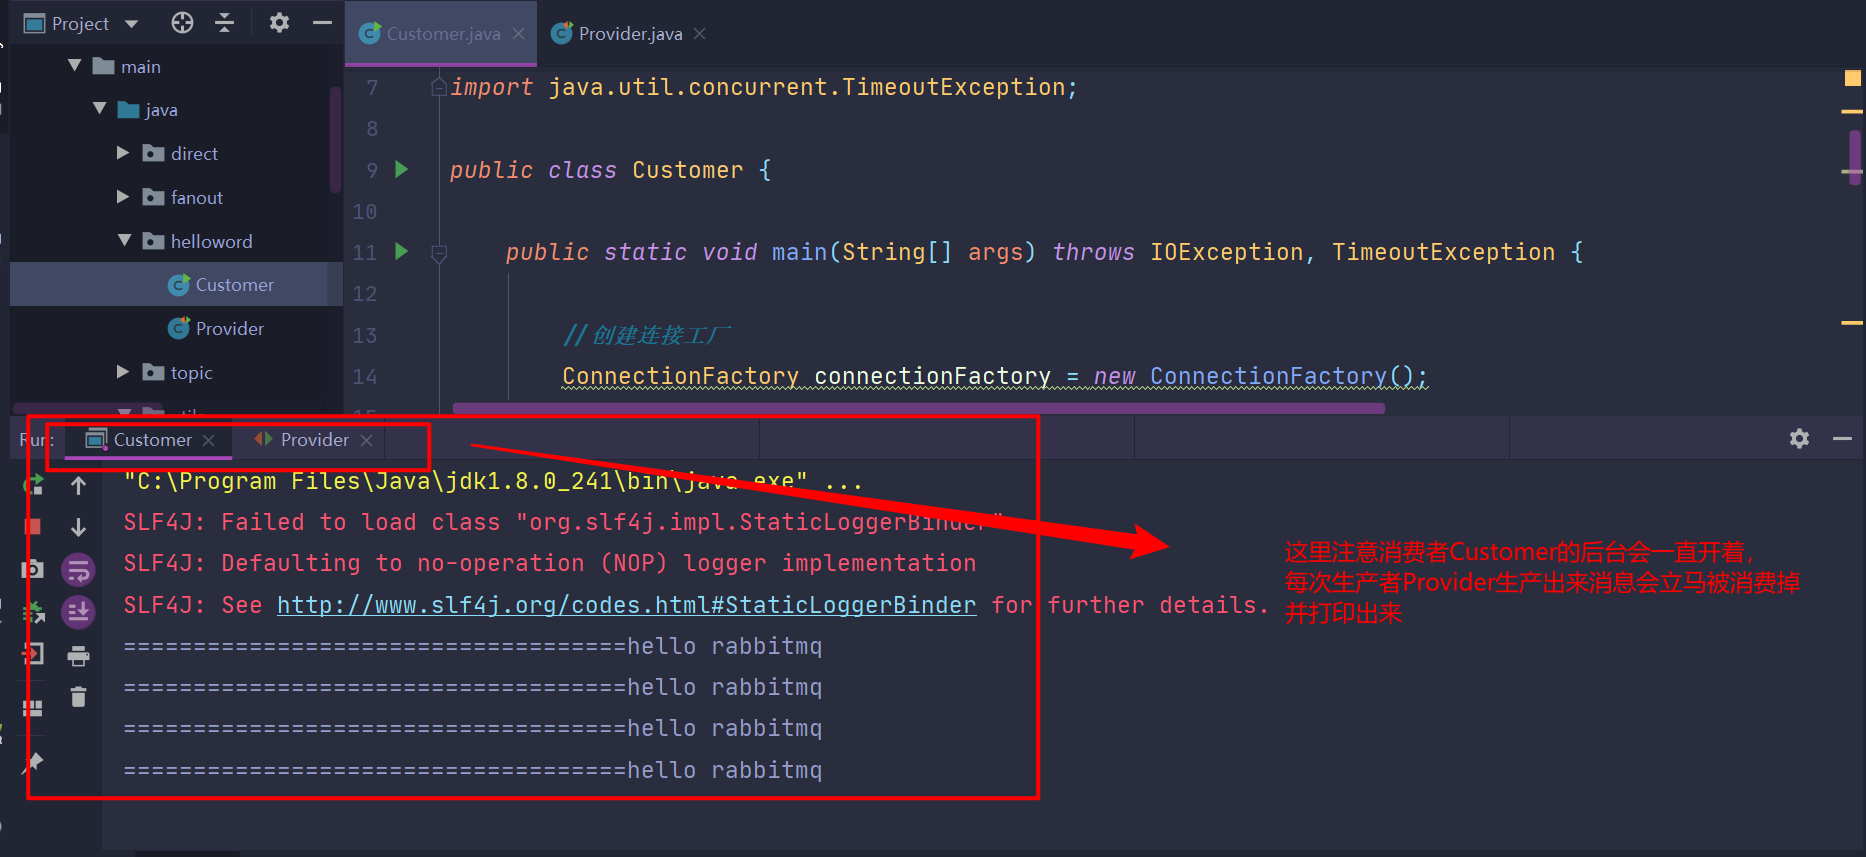 Project
Customer.java
Provider.java
main
java
direct
fanout
helloword
Customer
Provider
topic
7 import java.util.concurrent.TimeoutException;
8
9 public class Customer {
10
11 public static void main(String[] args) throws IOException, TimeoutException {
12
13 //创建连接工厂
14 ConnectionFactory connectionFactory = new ConnectionFactory();
Run:
Customer
Provider
"C:\Program Files\Java\jdk1.8.0_241\bin\java.exe" ...
SLF4J: Failed to load class "org.slf4j.impl.StaticLoggerBinder"
SLF4J: Defaulting to no-operation (NOP) logger implementation
SLF4J: See http://www.slf4j.org/codes.html#StaticLoggerBinder for further details.
====================================hello rabbitmq
====================================hello rabbitmq
====================================hello rabbitmq
====================================hello rabbitmq
这里注意消费者Customer的后台会一直开着，
每次生产者Provider生产出来消息会立马被消费掉
并打印出来